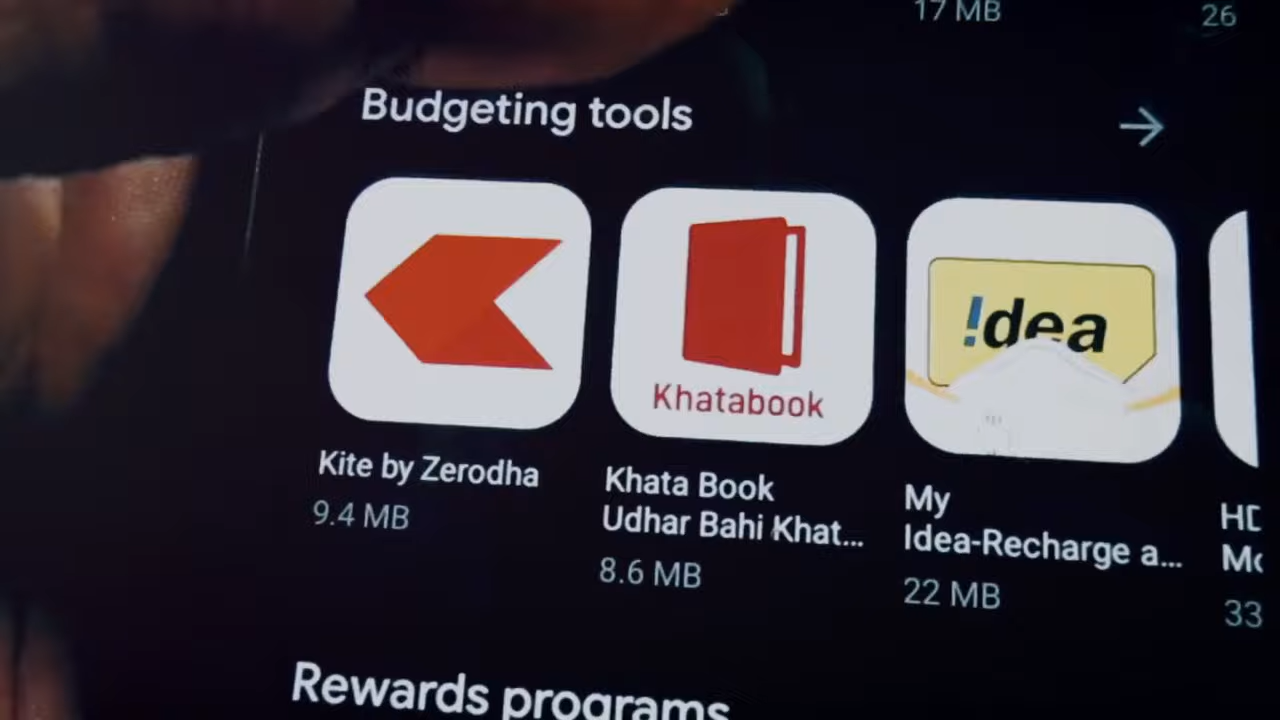 17 MB
26
Budgeting tools
!dea
Khatabook
Kite by Zerodha
9.4 MB
Khata Book
Udhar Bahi Khat...
8.6 MB
My
Idea-Recharge a...
22 MB
33
Rewards programs